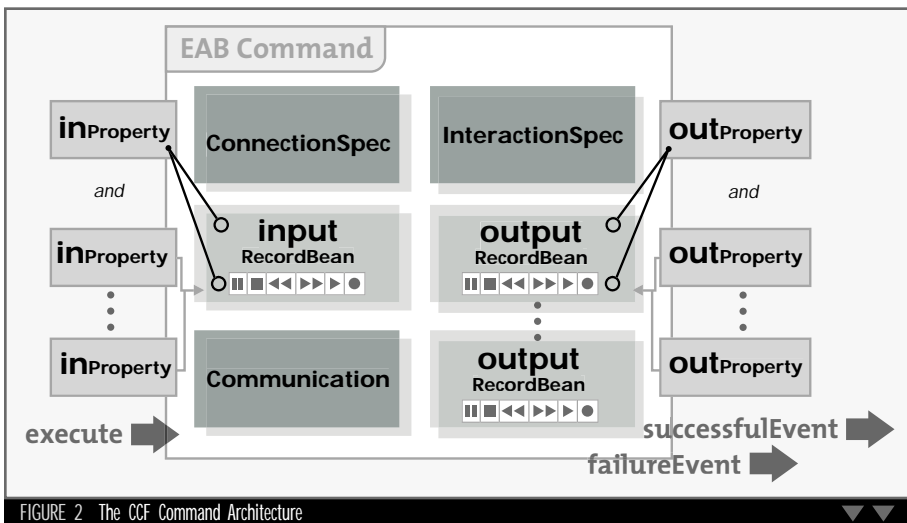 EAB Command
inProperty
ConnectionSpec
InteractionSpec
outProperty
and
and
input
RecordBean
output
RecordBean
inProperty
outProperty
inProperty
Communication
output
RecordBean
outProperty
execute
successfulEvent
failureEvent
FIGURE 2 The CCF Command Architecture